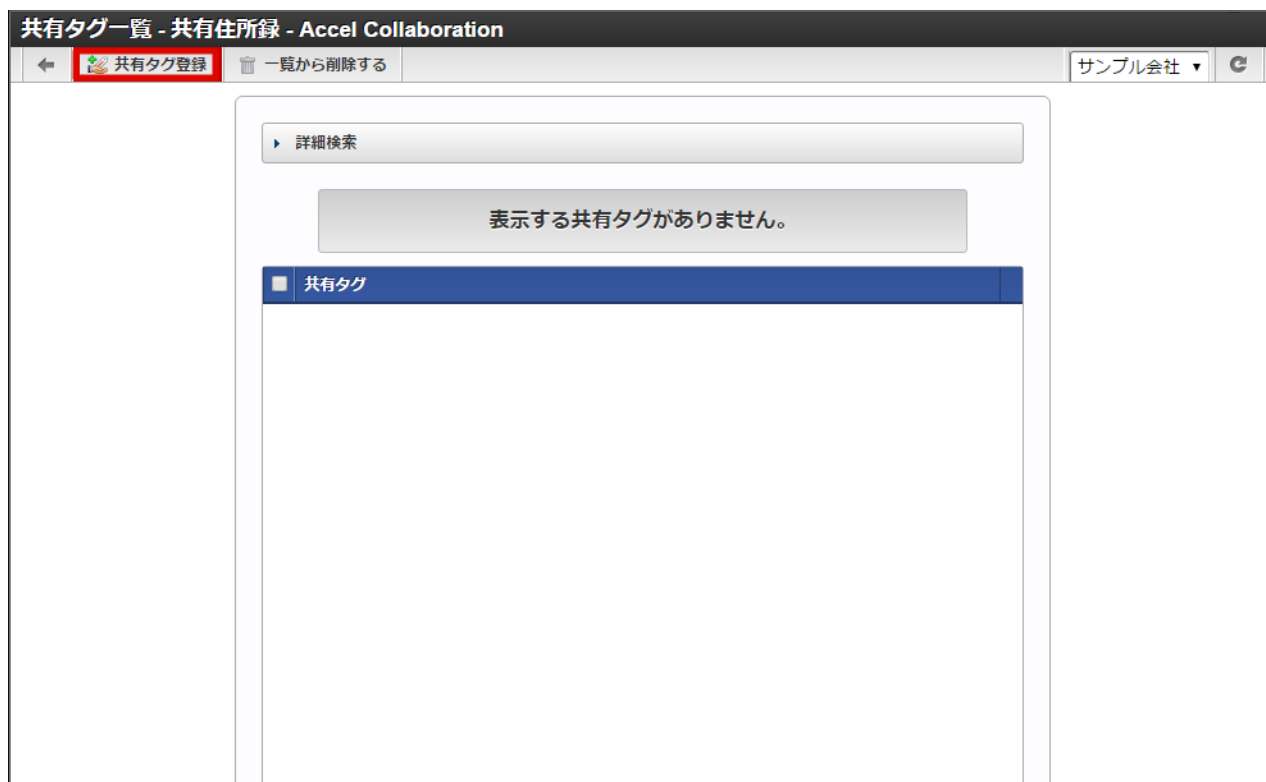 共有タグ一覧 - 共有住所録 - Accel Collaboration
共有タグ登録 一覧から削除する サンプル会社
詳細検索
表示する共有タグがありません。
共有タグ